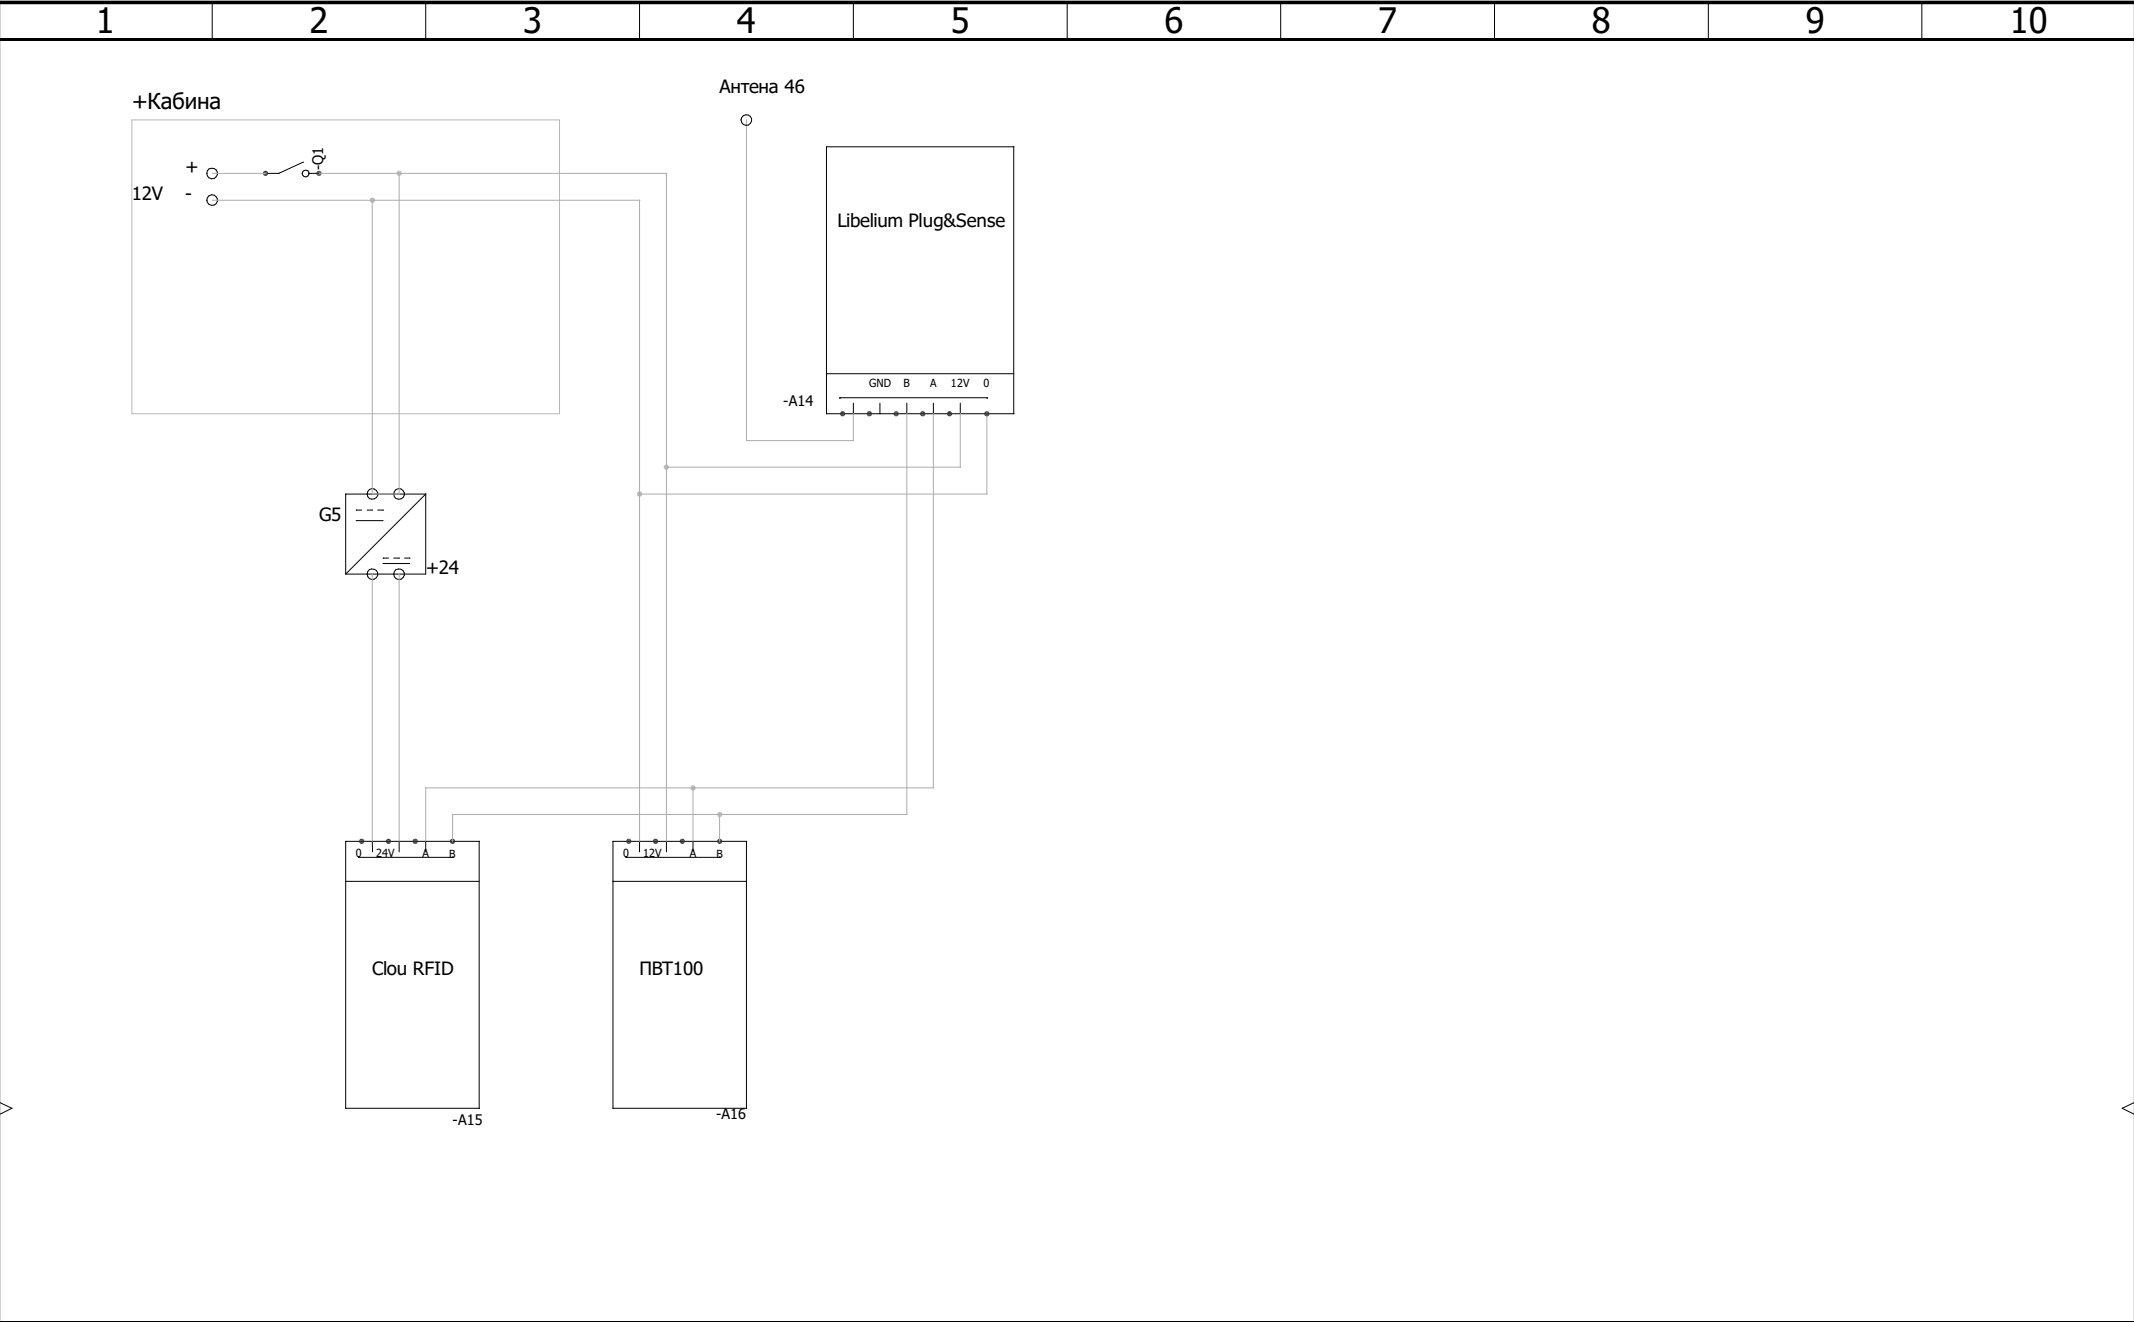 1 2 3 4 5 6 7 8 9 10
Антена 46
+Кабина
-Q1
+
12V -
Libelium Plug&Sense
GND B A 12V 0
-A14
G5
+24
0 24V A B
0 12V A B
Clou RFID
ПВТ100
-A15
-A16